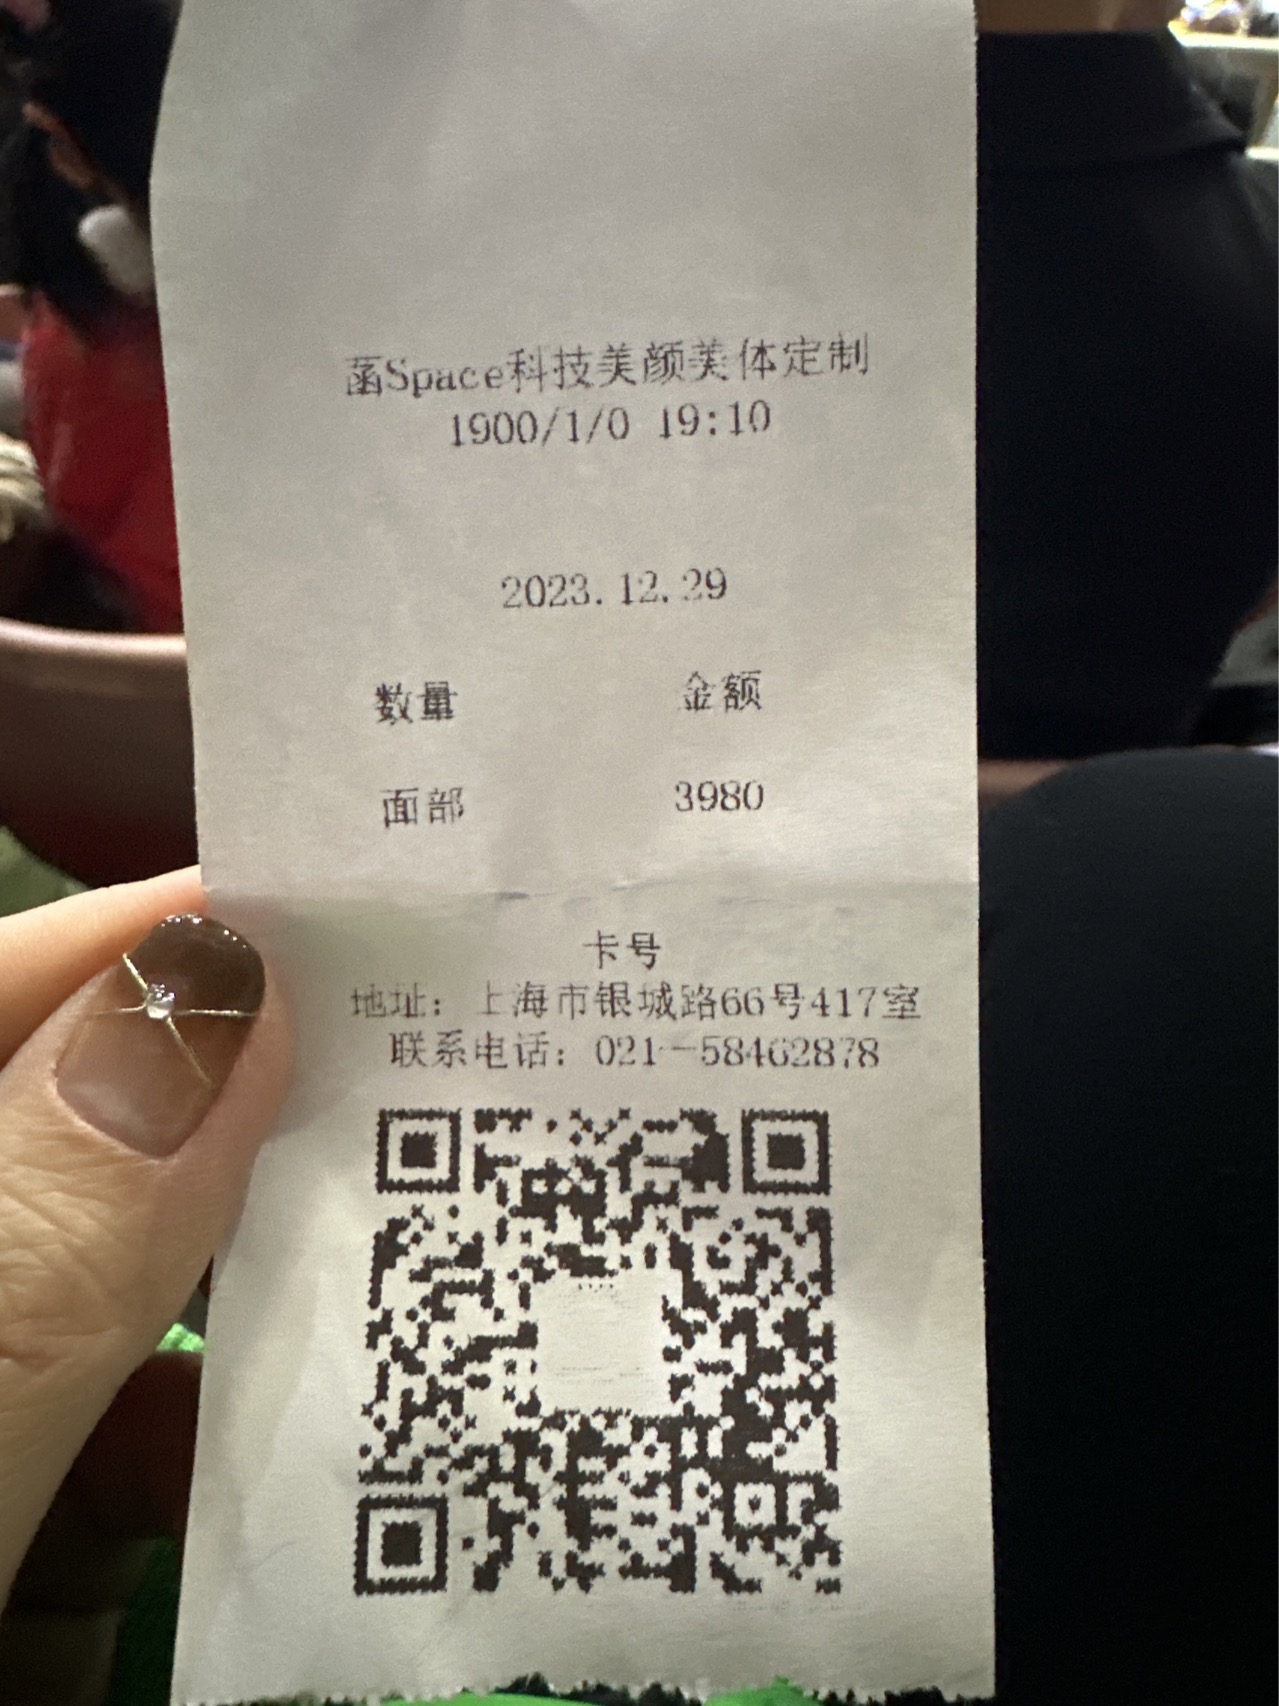 菡Space科技美颜美体定制
1900/1/0 19:10
2023.12.29
数量 金额
面部 3980
卡号
地址：上海市银城路66号417室
联系电话：021－58462878